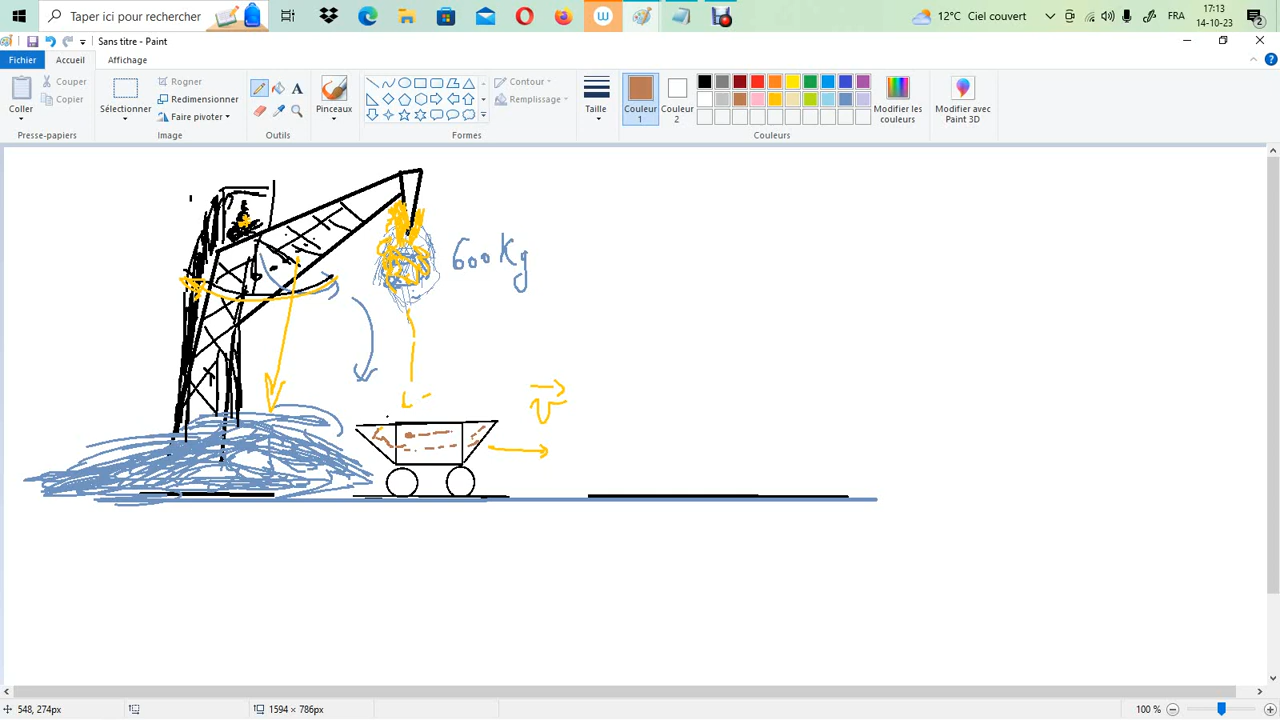 Taper ici pour rechercher
12°C Ciel couvert
FRA
17:13
14-10-23
2
Sans titre - Paint
Fichier
Accueil
Affichage
Coller
Couper
Copier
Presse-papiers
Sélectionner
Rogner
Redimensionner
Faire pivoter
Image
A
Outils
Pinceaux
Contour
Remplissage
Formes
Taille
Couleur 1
Couleur 2
Modifier les couleurs
Couleurs
Modifier avec Paint 3D
600 Kg
v
548, 274px
1594 × 786px
100 %